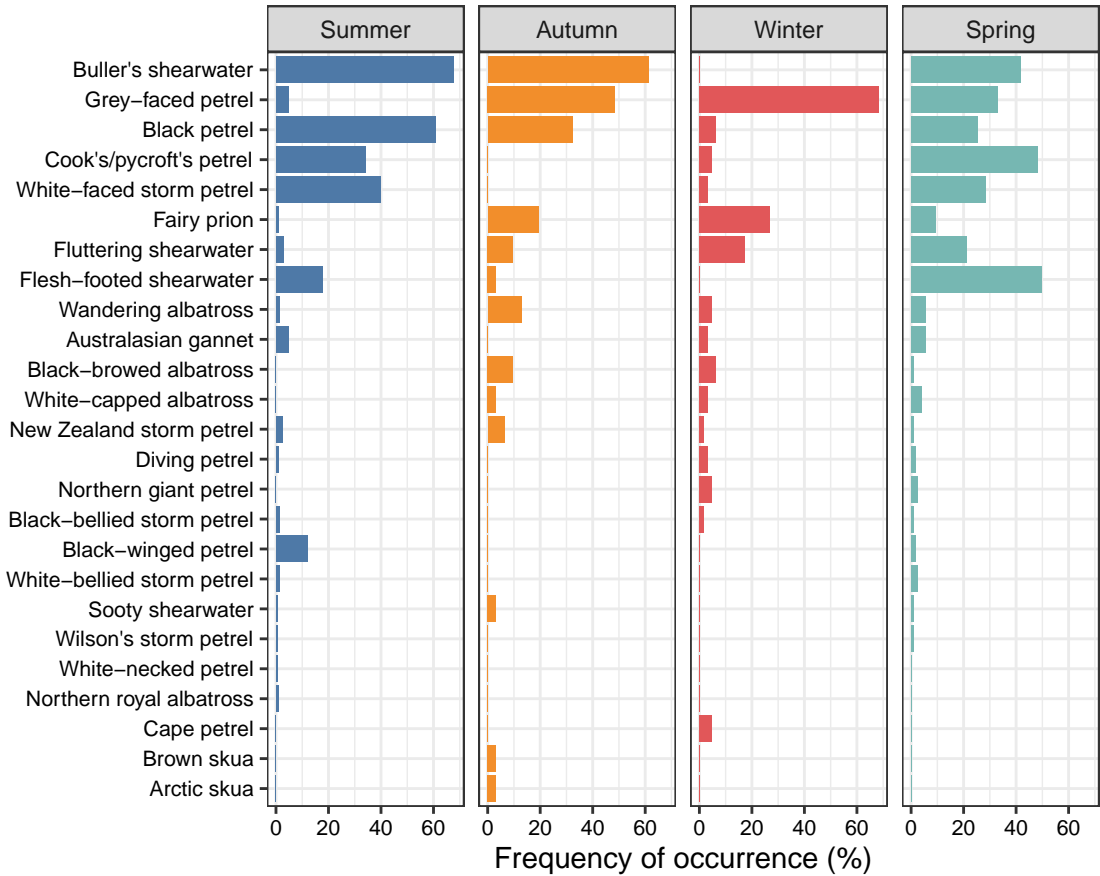 Summer Autumn Winter Spring
Buller's shearwater
Grey−faced petrel
Black petrel
Cook's/pycroft's petrel
White−faced storm petrel
Fairy prion
Fluttering shearwater
Flesh−footed shearwater
Wandering albatross
Australasian gannet
Black−browed albatross
White−capped albatross
New Zealand storm petrel
Diving petrel
Northern giant petrel
Black−bellied storm petrel
Black−winged petrel
White−bellied storm petrel
Sooty shearwater
Wilson's storm petrel
White−necked petrel
Northern royal albatross
Cape petrel
Brown skua
Arctic skua
0 20 40 60 0 20 40 60 0 20 40 60 0 20 40 60
Frequency of occurrence (%)